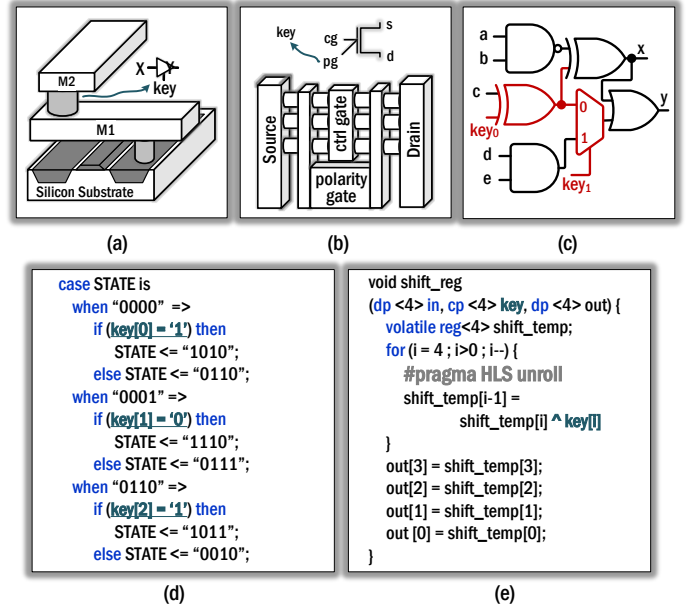 M2
X
key
M1
Silicon Substrate
(a)
key
cg
pg
s
d
Source
ctrl gate
polarity
gate
Drain
(b)
a
b
c
key0
d
e
0
1
key1
x
y
(c)
case STATE is
when “0000” =>
if (key[0] = ‘1’) then
STATE <= “1010”;
else STATE <= “0110”;
when “0001” =>
if (key[1] = ‘0’) then
STATE <= “1110”;
else STATE <= “0111”;
when “0110” =>
if (key[2] = ‘1’) then
STATE <= “1011”;
else STATE <= “0010”;
(d)
void shift_reg
(dp <4> in, cp <4> key, dp <4> out) {
volatile reg<4> shift_temp;
for (i = 4 ; i>0 ; i--) {
#pragma HLS unroll
shift_temp[i-1] =
shift_temp[i] ^ key[i]
}
out[3] = shift_temp[3];
out[2] = shift_temp[2];
out[1] = shift_temp[1];
out [0] = shift_temp[0];
}
(e)